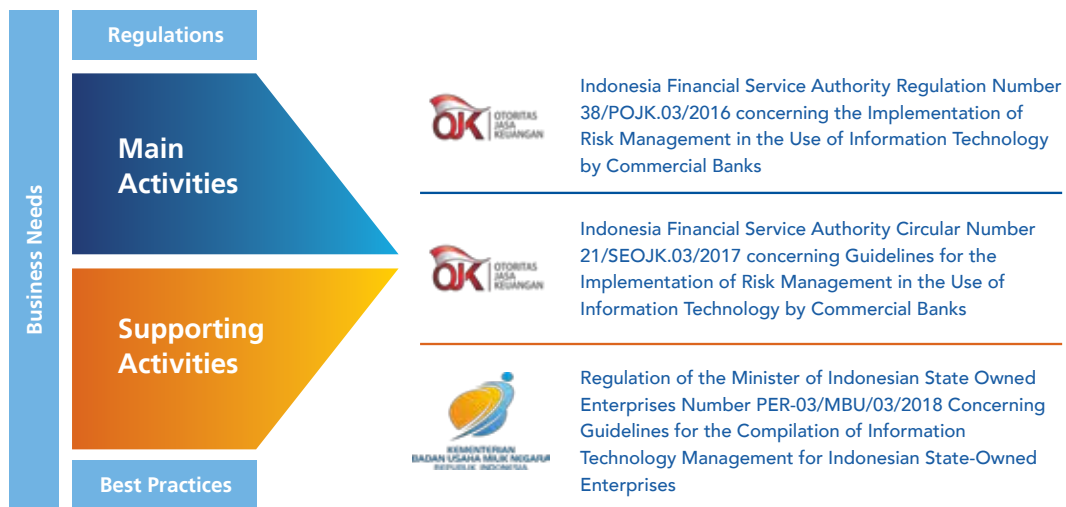 Regulations
Business Needs
Main
Activities
Supporting
Activities
Best Practices
OJK
OTORITAS
JASA
KEUANGAN
Indonesia Financial Service Authority Regulation Number
38/POJK.03/2016 concerning the Implementation of
Risk Management in the Use of Information Technology
by Commercial Banks
OJK
OTORITAS
JASA
KEUANGAN
Indonesia Financial Service Authority Circular Number
21/SEOJK.03/2017 concerning Guidelines for the
Implementation of Risk Management in the Use of
Information Technology by Commercial Banks
KEMENTERIAN
BADAN USAHA MILIK NEGARA
REPUBLIK INDONESIA
Regulation of the Minister of Indonesian State Owned
Enterprises Number PER-03/MBU/03/2018 Concerning
Guidelines for the Compilation of Information
Technology Management for Indonesian State-Owned
Enterprises